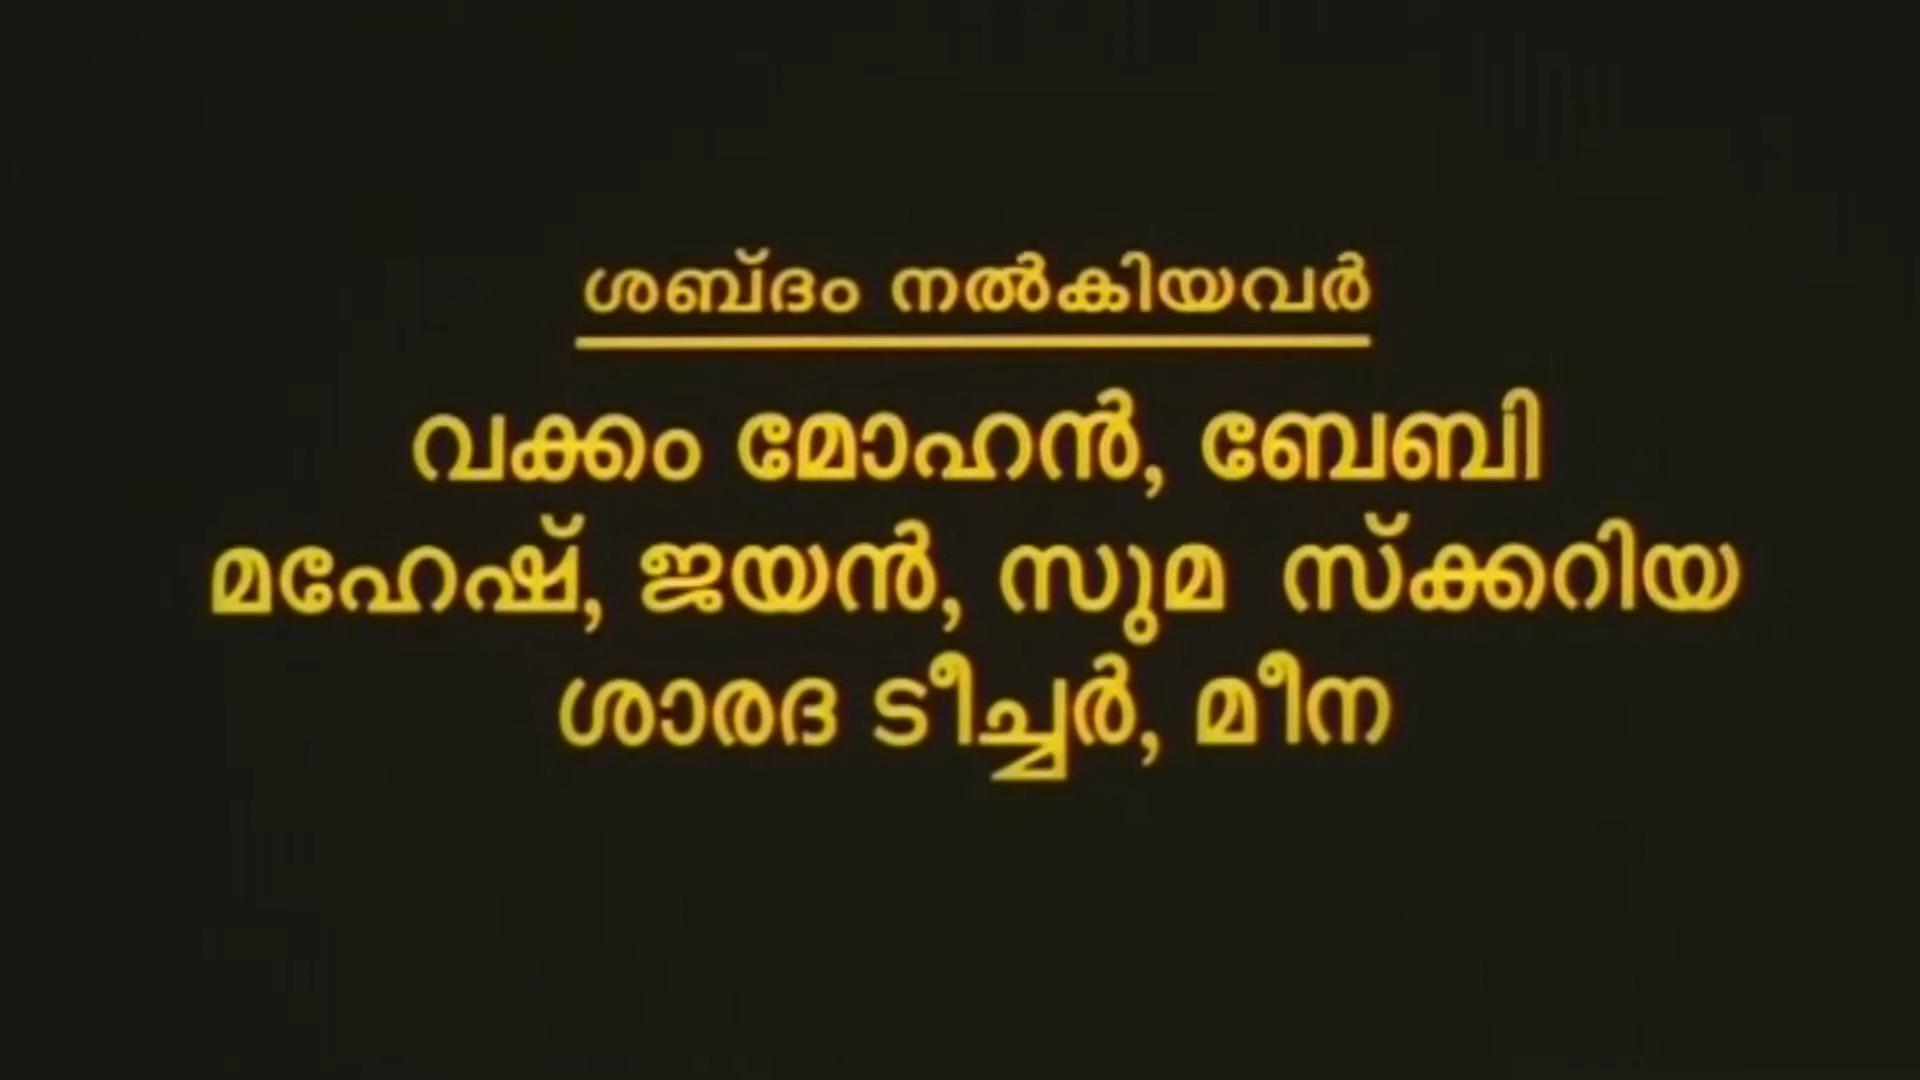 ശബ്ദം നൽകിയവർ
വക്കം മോഹൻ, ബേബി
മഹേഷ്, ജയൻ, സുമ സ്ക്കറിയ
ശാരദ ടീച്ചർ, മീന